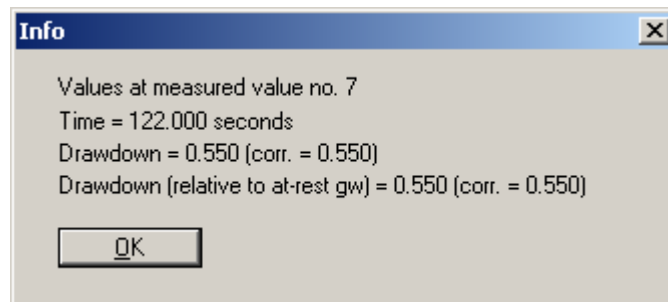 Info
Values at measured value no. 7
Time = 122.000 seconds
Drawdown = 0.550 (corr. = 0.550)
Drawdown (relative to at-rest gw) = 0.550 (corr. = 0.550)
OK